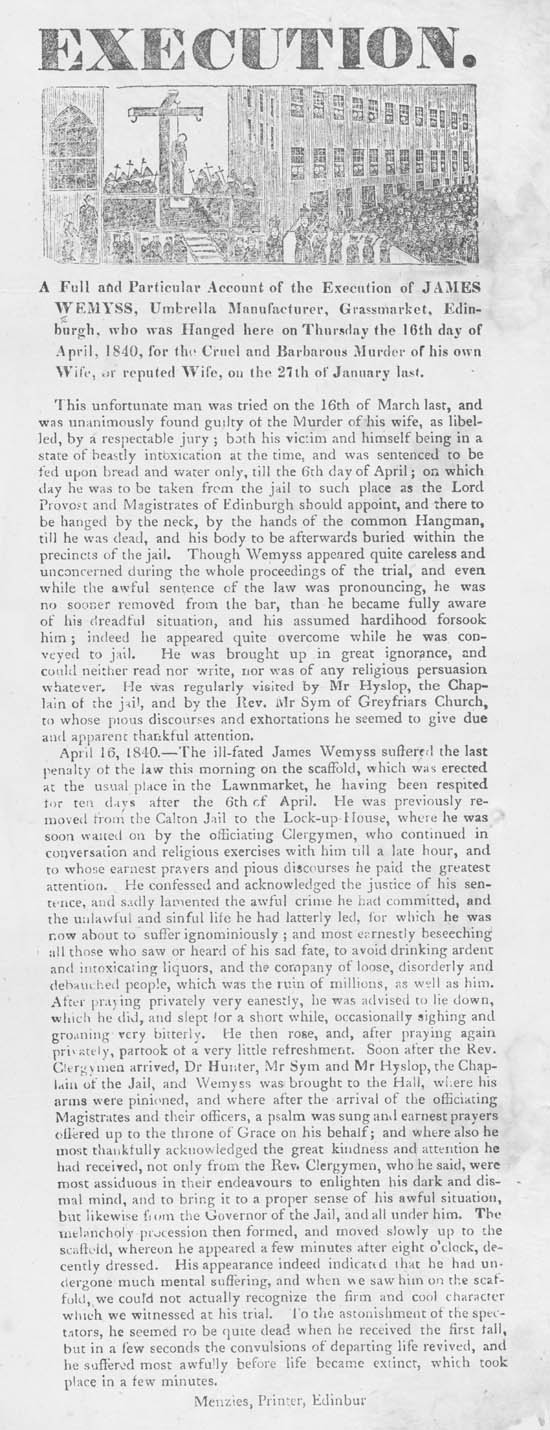 EXECUTION.
A Full and Particular Account of the Execution of JAMES
WEMYSS, Umbrella Manufacturer, Grassmarket, Edin-
burgh, who was Hanged here on Thursday the 16th day of
April, 1840, for the Cruel and Barbarous Murder of his own
Wife, or reputed Wife, on the 27th of January last.
This unfortunate man was tried on the 16th of March last, and
was unanimously found guilty of the Murder of his wife, as libel-
led, by a respectable jury ; both his victim and himself being in a
state of beastly intoxication at the time, and was sentenced to be
fed upon bread and water only, till the 6th day of April ; on which
day he was to be taken from the jail to such place as the Lord
Provost and Magistrates of Edinburgh should appoint, and there to
be hanged by the neck, by the hands of the common Hangman,
till he was dead, and his body to be afterwards buried within the
precincts of the jail. Though Wemyss appeared quite careless and
unconcerned during the whole proceedings of the trial, and even
while the awful sentence of the law was pronouncing, he was
no sooner removed from the bar, than he became fully aware
of his dreadful situation, and his assumed hardihood forsook
him ; indeed he appeared quite overcome while he was con-
veyed to jail. He was brought up in great ignorance, and
could neither read nor write, nor was of any religious persuasion
whatever. He was regularly visited by Mr Hyslop, the Chap-
lain of the jail, and by the Rev. Mr Sym of Greyfriars Church,
to whose pious discourses and exhortations he seemed to give due
and apparent thankful attention.
April 16, 1840.—The ill-fated James Wemyss suffered the last
penalty of the law this morning on the scaffold, which was erected
at the usual place in the Lawnmarket, he having been respited
for ten days after the 6th of April. He was previously re-
moved from the Calton Jail to the Lock-up-House, where he was
soon waited on by the officiating Clergymen, who continued in
conversation and religious exercises with him till a late hour, and
to whose earnest prayers and pious discourses he paid the greatest
attention. He confessed and acknowledged the justice of his sen-
tence, and sadly lamented the awful crime he had committed, and
the unlawful and sinful life he had latterly led, for which he was
now about to suffer ignominiously ; and most earnestly beseeching
all those who saw or heard of his sad fate, to avoid drinking ardent
and intoxicating liquors, and the company of loose, disorderly and
debauched people, which was the ruin of millions, as well as him.
After praying privately very eanestly, he was advised to lie down,
which he did, and slept for a short while, occasionally sighing and
groaning very bitterly. He then rose, and, after praying again
privately, partook of a very little refreshment. Soon after the Rev.
Clergymen arrived, Dr Hunter, Mr Sym and Mr Hyslop, the Chap-
lain of the Jail, and Wemyss was brought to the Hall, where his
arms were pinioned, and where after the arrival of the officiating
Magistrates and their officers, a psalm was sung and earnest prayers
offered up to the throne of Grace on his behalf ; and where also he
most thankfully acknowledged the great kindness and attention he
had received, not only from the Rev. Clergymen, who he said, were
most assiduous in their endeavours to enlighten his dark and dis-
mal mind, and to bring it to a proper sense of his awful situation,
but likewise from the Governor of the Jail, and all under him. The
melancholy procession then formed, and moved slowly up to the
scaffold, whereon he appeared a few minutes after eight o'clock, de-
cently dressed. His appearance indeed indicated that he had un-
dergone much mental suffering, and when we saw him on the scaf-
fold, we could not actually recognize the firm and cool character
which we witnessed at his trial. To the astonishment of the spec-
tators, he seemed ro be quite dead when he received the first fall,
but in a few seconds the convulsions of departing life revived, and
he suffered most awfully before life became extinct, which took
place in a few minutes.
Menzies, Printer, Edinbur